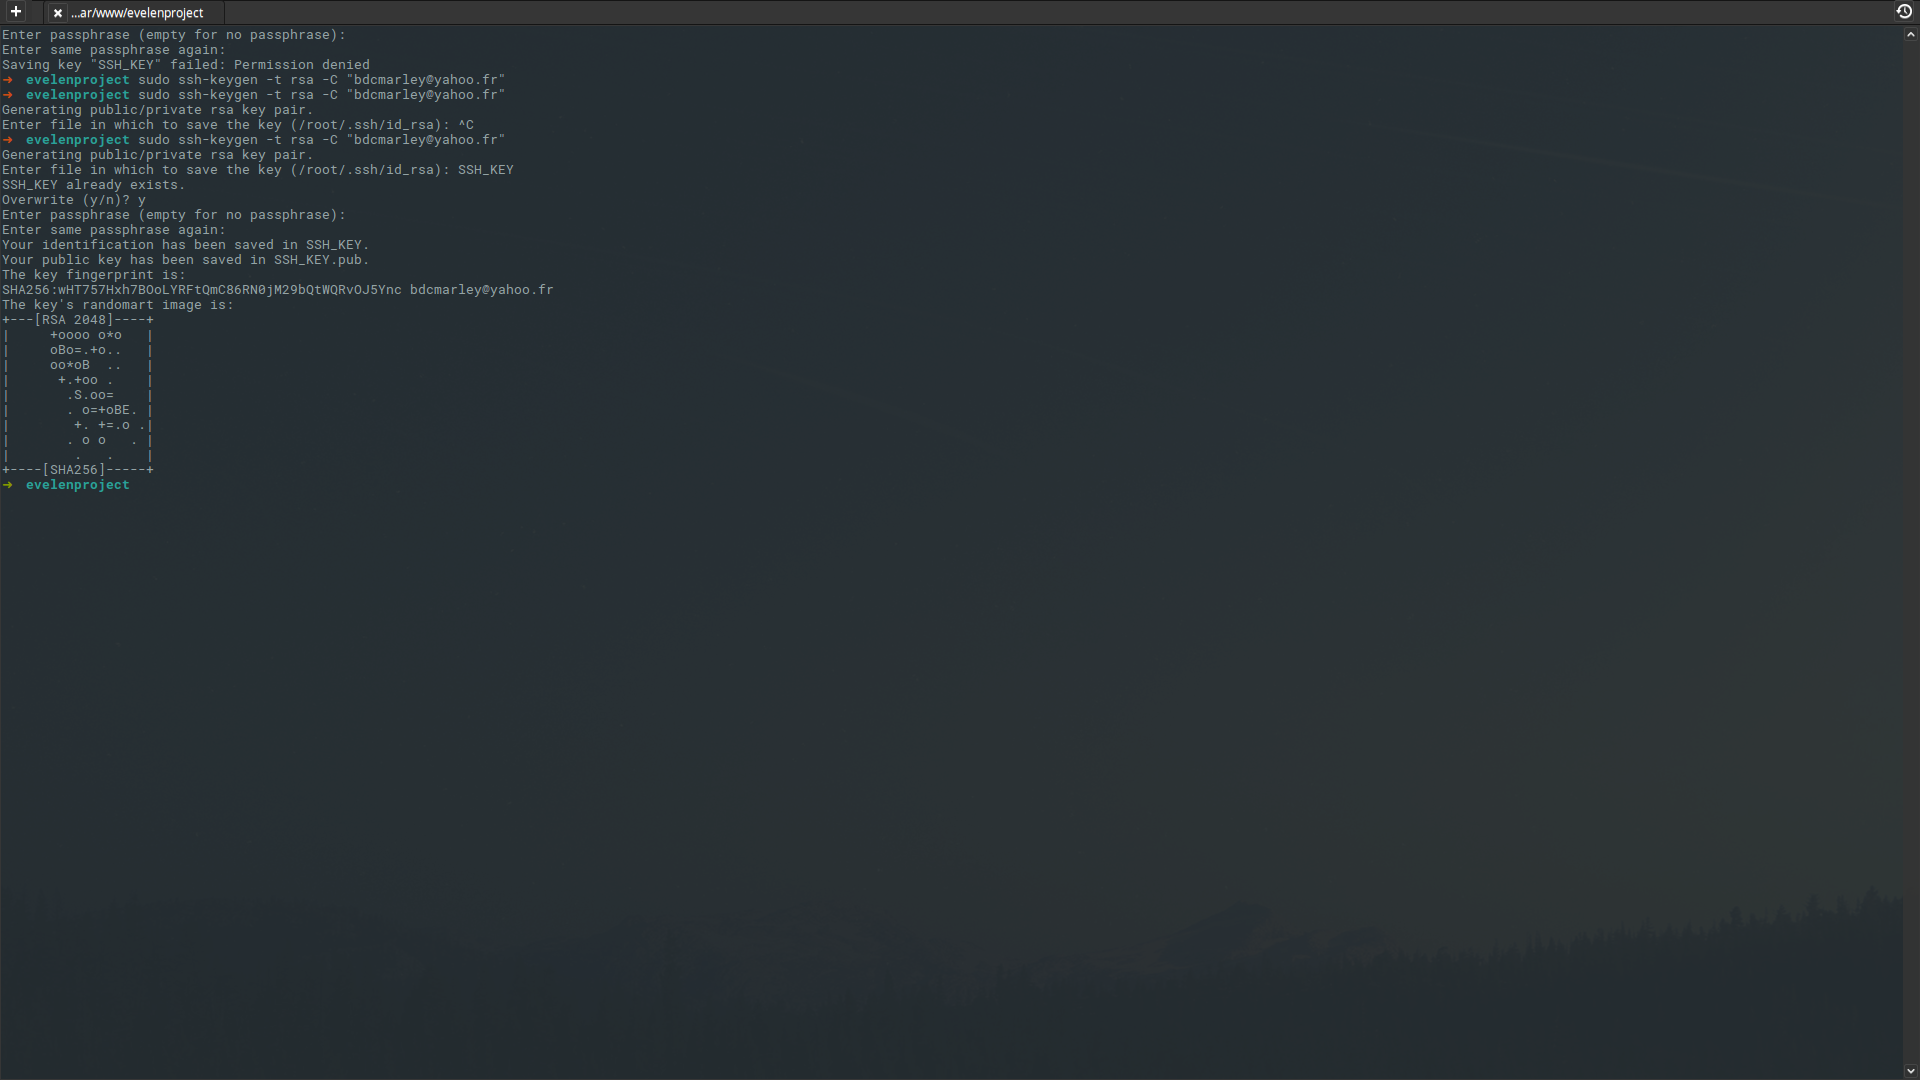 ...ar/www/evelenproject
Enter passphrase (empty for no passphrase):
Enter same passphrase again:
Saving key "SSH_KEY" failed: Permission denied
➜  evelenproject sudo ssh-keygen -t rsa -C "bdcmarley@yahoo.fr"
➜  evelenproject sudo ssh-keygen -t rsa -C "bdcmarley@yahoo.fr"
Generating public/private rsa key pair.
Enter file in which to save the key (/root/.ssh/id_rsa): ^C
➜  evelenproject sudo ssh-keygen -t rsa -C "bdcmarley@yahoo.fr"
Generating public/private rsa key pair.
Enter file in which to save the key (/root/.ssh/id_rsa): SSH_KEY
SSH_KEY already exists.
Overwrite (y/n)? y
Enter passphrase (empty for no passphrase):
Enter same passphrase again:
Your identification has been saved in SSH_KEY.
Your public key has been saved in SSH_KEY.pub.
The key fingerprint is:
SHA256:wHT757Hxh7BOoLYRFtQmC86RN0jM29bQtWQRvOJ5Ync bdcmarley@yahoo.fr
The key's randomart image is:
+---[RSA 2048]----+
|     +oooo o*o   |
|     oBo=.+o..   |
|     oo*oB  ..   |
|      +.+oo .    |
|       .S.oo=    |
|       . o=+oBE. |
|        +. +=.o .|
|       . o o   . |
|        .   .    |
+----[SHA256]-----+
➜  evelenproject